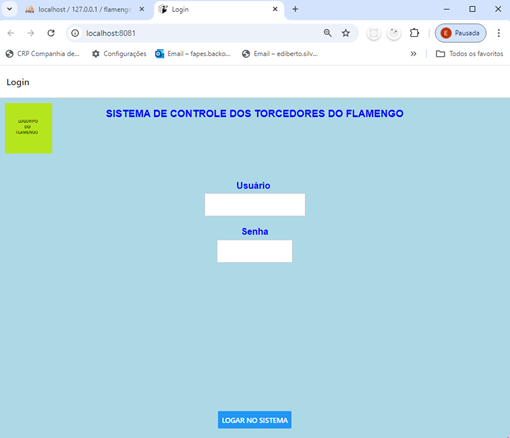 localhost / 127.0.0.1 / flameng
Login
localhost:8081
E Pausada
CRP Companhia de...
Configurações
Email – fapes.backo...
Email – ediberto.silv...
»
Todos os favoritos
Login
LOGOTIPO
DO
FLAMENGO
SISTEMA DE CONTROLE DOS TORCEDORES DO FLAMENGO
Usuário
Senha
LOGAR NO SISTEMA